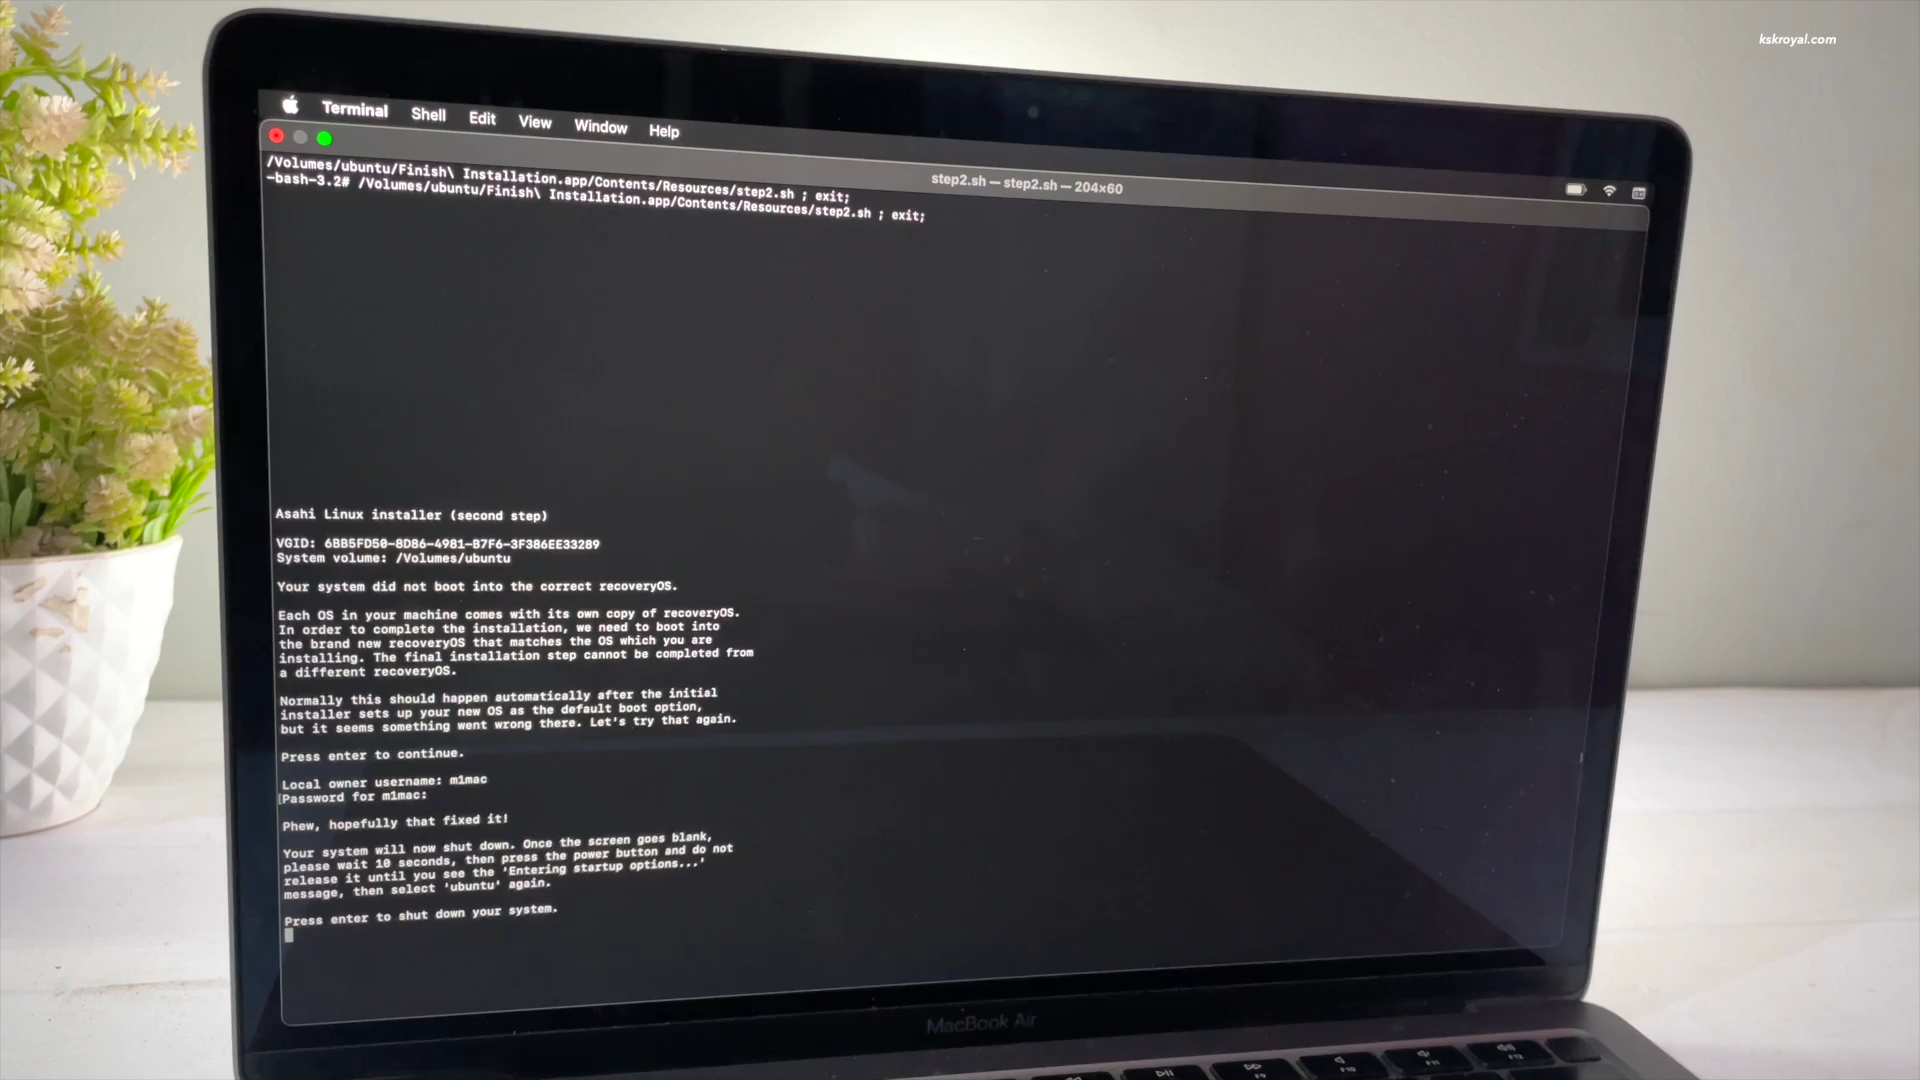 kskroyal.com
Terminal Shell Edit View Window Help
step2.sh — step2.sh — 204×60
/Volumes/ubuntu/Finish\ Installation.app/Contents/Resources/step2.sh ; exit;
-bash-3.2# /Volumes/ubuntu/Finish\ Installation.app/Contents/Resources/step2.sh ; exit;
Asahi Linux installer (second step)
VGID: 6BB5FD50-8D86-4981-B7F6-3F386EE33289
System volume: /Volumes/ubuntu
Your system did not boot into the correct recoveryOS.
Each OS in your machine comes with its own copy of recoveryOS.
In order to complete the installation, we need to boot into
the brand new recoveryOS that matches the OS which you are
installing. The final installation step cannot be completed from
a different recoveryOS.
Normally this should happen automatically after the initial
installer sets up your new OS as the default boot option,
but it seems something went wrong there. Let's try that again.
Press enter to continue.
Local owner username: m1mac
[Password for m1mac:
Phew, hopefully that fixed it!
Your system will now shut down. Once the screen goes blank,
please wait 10 seconds, then press the power button and do not
release it until you see the 'Entering startup options...'
message, then select 'ubuntu' again.
Press enter to shut down your system.
MacBook Air
F9
F10
F11
F12